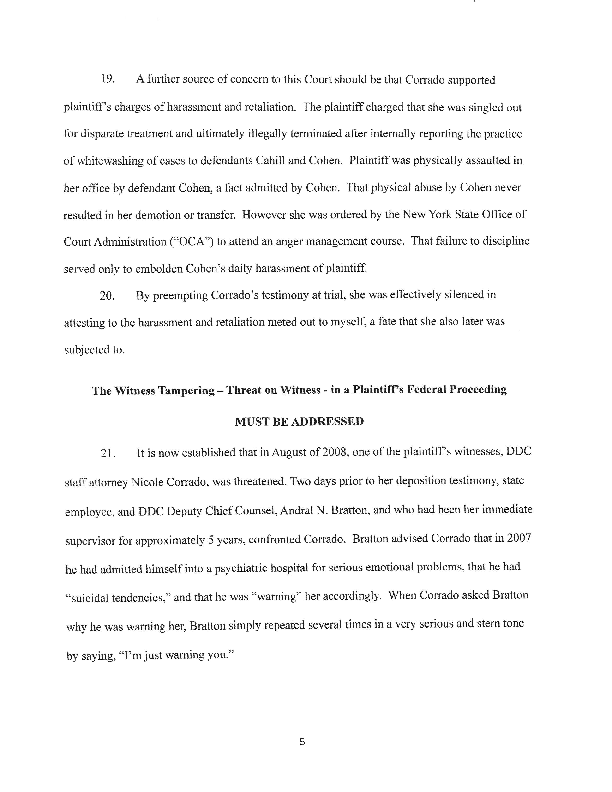 19. A further source of concern to this Court should be that Corrado supported
plaintiff's charges of harassment and retaliation. The plaintiff charged that she was singled out
for disparate treatment and ultimately illegally terminated after internally reporting the practice
of whitewashing of cases to defendants Cahill and Cohen. Plaintiff was physically assaulted in
her office by defendant Cohen, a fact admitted by Cohen. That physical abuse by Cohen never
resulted in her demotion or transfer. However she was ordered by the New York State Office of
Court Administration ("OCA") to attend an anger management course. That failure to discipline
served only to embolden Cohen's daily harassment of plaintiff.
20. By preempting Corrado's testimony at trial, she was effectively silenced in
attesting to the harassment and retaliation meted out to myself, a fate that she also later was
subjected to.
The Witness Tampering – Threat on Witness - in a Plaintiff's Federal Proceeding
MUST BE ADDRESSED
21. It is now established that in August of 2008, one of the plaintiff's witnesses, DDC
staff attorney Nicole Corrado, was threatened. Two days prior to her deposition testimony, state
employee, and DDC Deputy Chief Counsel, Andral N. Bratton, and who had been her immediate
supervisor for approximately 5 years, confronted Corrado. Bratton advised Corrado that in 2007
he had admitted himself into a psychiatric hospital for serious emotional problems, that he had
"suicidal tendencies," and that he was "warning" her accordingly. When Corrado asked Bratton
why he was warning her, Bratton simply repeated several times in a very serious and stern tone
by saying, "I'm just warning you."
5